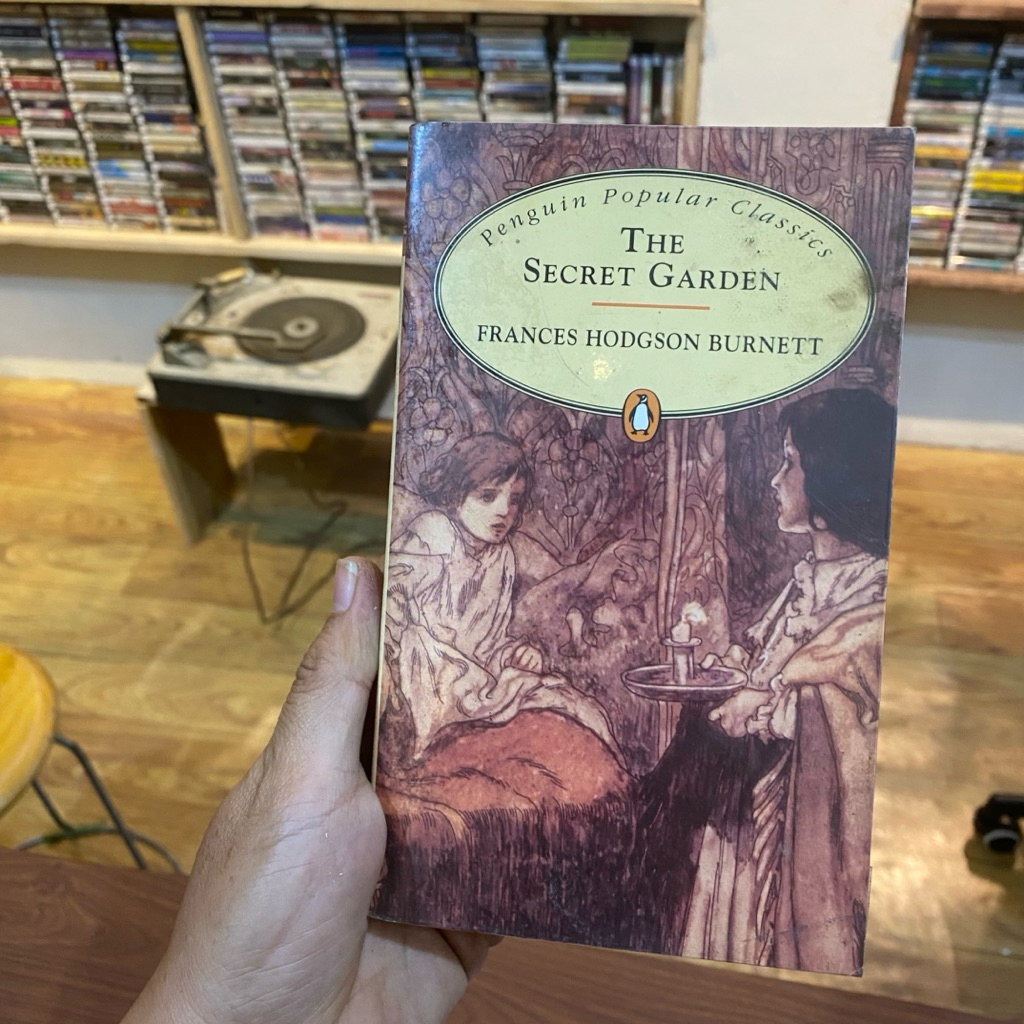 Penguin Popular Classics
THE
SECRET GARDEN
FRANCES HODGSON BURNETT